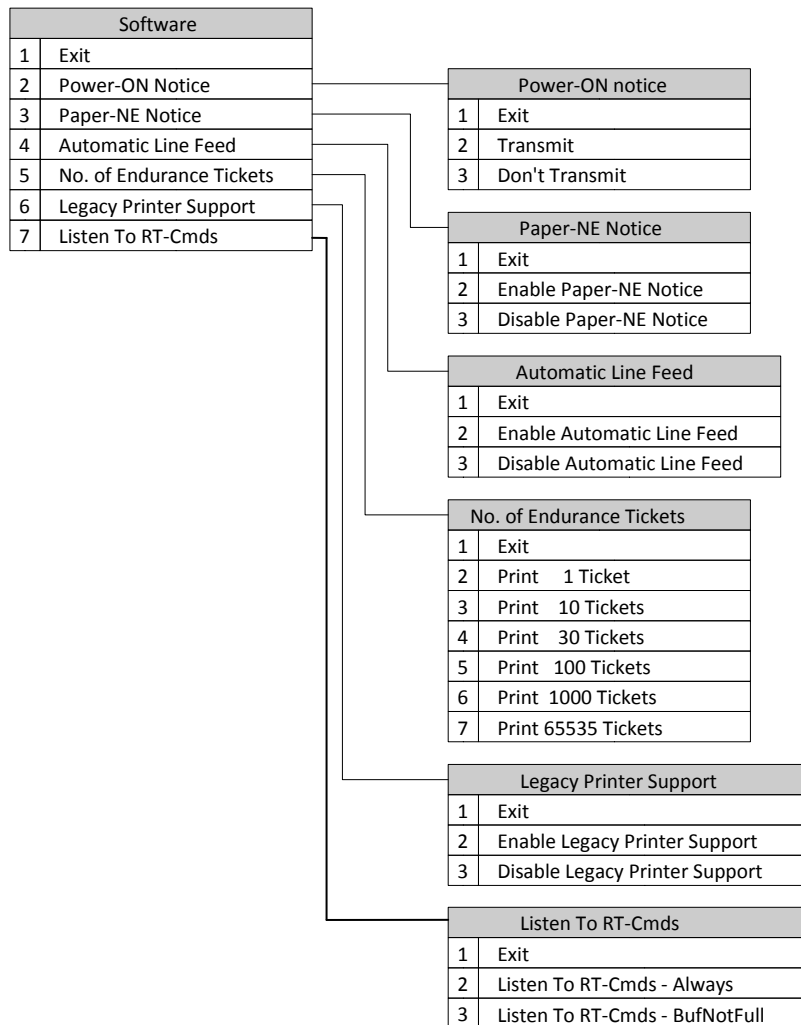 Software
1 Exit
2 Power-ON Notice
3 Paper-NE Notice
4 Automatic Line Feed
5 No. of Endurance Tickets
6 Legacy Printer Support
7 Listen To RT-Cmds
Power-ON notice
1 Exit
2 Transmit
3 Don't Transmit
Paper-NE Notice
1 Exit
2 Enable Paper-NE Notice
3 Disable Paper-NE Notice
Automatic Line Feed
1 Exit
2 Enable Automatic Line Feed
3 Disable Automatic Line Feed
No. of Endurance Tickets
1 Exit
2 Print 1 Ticket
3 Print 10 Tickets
4 Print 30 Tickets
5 Print 100 Tickets
6 Print 1000 Tickets
7 Print 65535 Tickets
Legacy Printer Support
1 Exit
2 Enable Legacy Printer Support
3 Disable Legacy Printer Support
Listen To RT-Cmds
1 Exit
2 Listen To RT-Cmds - Always
3 Listen To RT-Cmds - BufNotFull